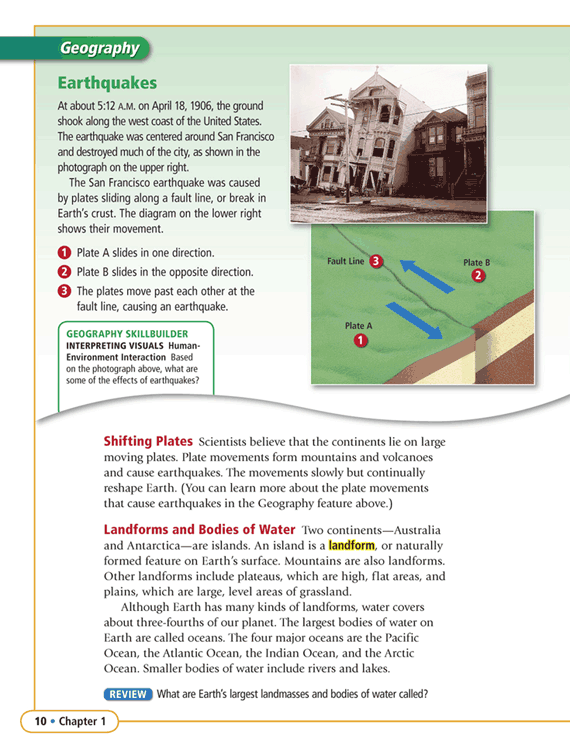 Geography
Earthquakes
At about 5:12 A.M. on April 18, 1906, the ground
shook along the west coast of the United States.
The earthquake was centered around San Francisco
and destroyed much of the city, as shown in the
photograph on the upper right.
The San Francisco earthquake was caused
by plates sliding along a fault line, or break in
Earth's crust. The diagram on the lower right
shows their movement.
1 Plate A slides in one direction.
2 Plate B slides in the opposite direction.
3 The plates move past each other at the
fault line, causing an earthquake.
GEOGRAPHY SKILLBUILDER
INTERPRETING VISUALS Human-
Environment Interaction Based
on the photograph above, what are
some of the effects of earthquakes?
Fault Line 3
Plate B
2
Plate A
1
Shifting Plates Scientists believe that the continents lie on large
moving plates. Plate movements form mountains and volcanoes
and cause earthquakes. The movements slowly but continually
reshape Earth. (You can learn more about the plate movements
that cause earthquakes in the Geography feature above.)
Landforms and Bodies of Water Two continents—Australia
and Antarctica—are islands. An island is a landform, or naturally
formed feature on Earth's surface. Mountains are also landforms.
Other landforms include plateaus, which are high, flat areas, and
plains, which are large, level areas of grassland.
Although Earth has many kinds of landforms, water covers
about three-fourths of our planet. The largest bodies of water on
Earth are called oceans. The four major oceans are the Pacific
Ocean, the Atlantic Ocean, the Indian Ocean, and the Arctic
Ocean. Smaller bodies of water include rivers and lakes.
REVIEW What are Earth's largest landmasses and bodies of water called?
10 • Chapter 1